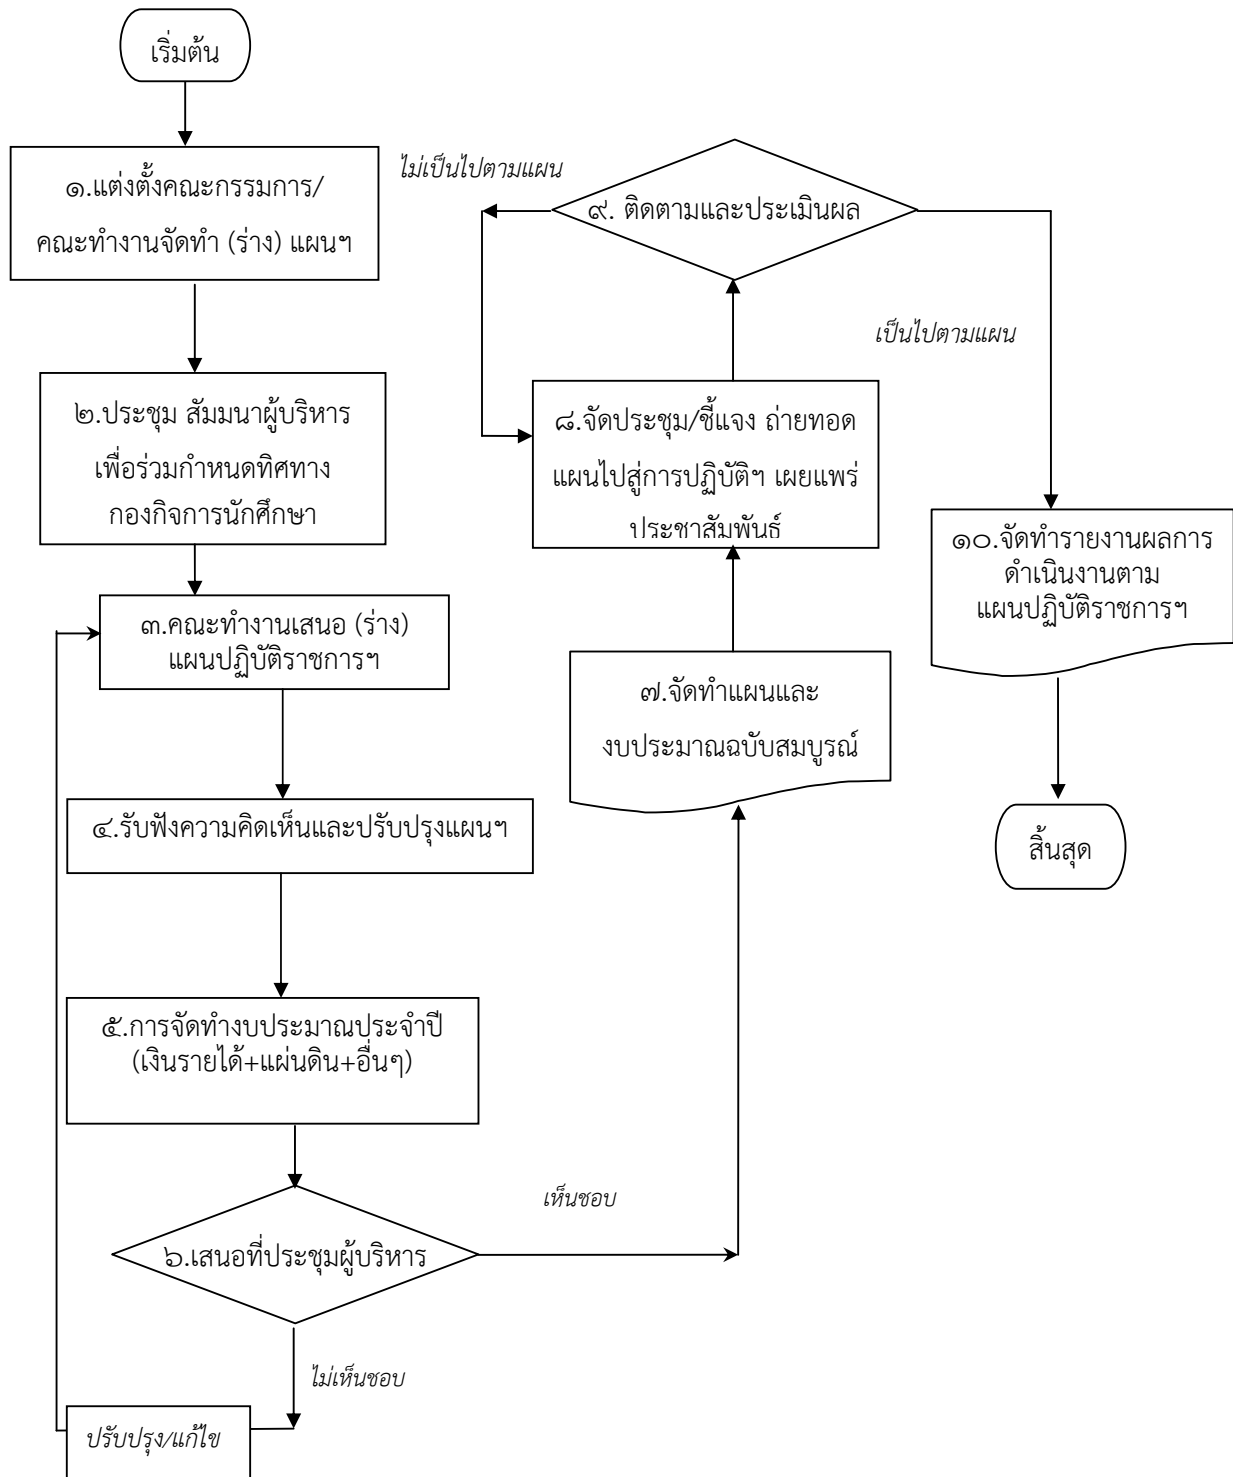 เริ่มต้น
๑.แต่งตั้งคณะกรรมการ/
คณะทำงานจัดทำ (ร่าง) แผนฯ
๒.ประชุม สัมมนาผู้บริหาร
เพื่อร่วมกำหนดทิศทาง
กองกิจการนักศึกษา
๓.คณะทำงานเสนอ (ร่าง)
แผนปฏิบัติราชการฯ
๔.รับฟังความคิดเห็นและปรับปรุงแผนฯ
๕.การจัดทำงบประมาณประจำปี
(เงินรายได้+แผ่นดิน+อื่นๆ)
๖.เสนอที่ประชุมผู้บริหาร
เห็นชอบ
ไม่เห็นชอบ
ปรับปรุง/แก้ไข
๗.จัดทำแผนและ
งบประมาณฉบับสมบูรณ์
๘.จัดประชุม/ชี้แจง ถ่ายทอด
แผนไปสู่การปฏิบัติฯ เผยแพร่
ประชาสัมพันธ์
๙. ติดตามและประเมินผล
ไม่เป็นไปตามแผน
เป็นไปตามแผน
๑๐.จัดทำรายงานผลการ
ดำเนินงานตาม
แผนปฏิบัติราชการฯ
สิ้นสุด